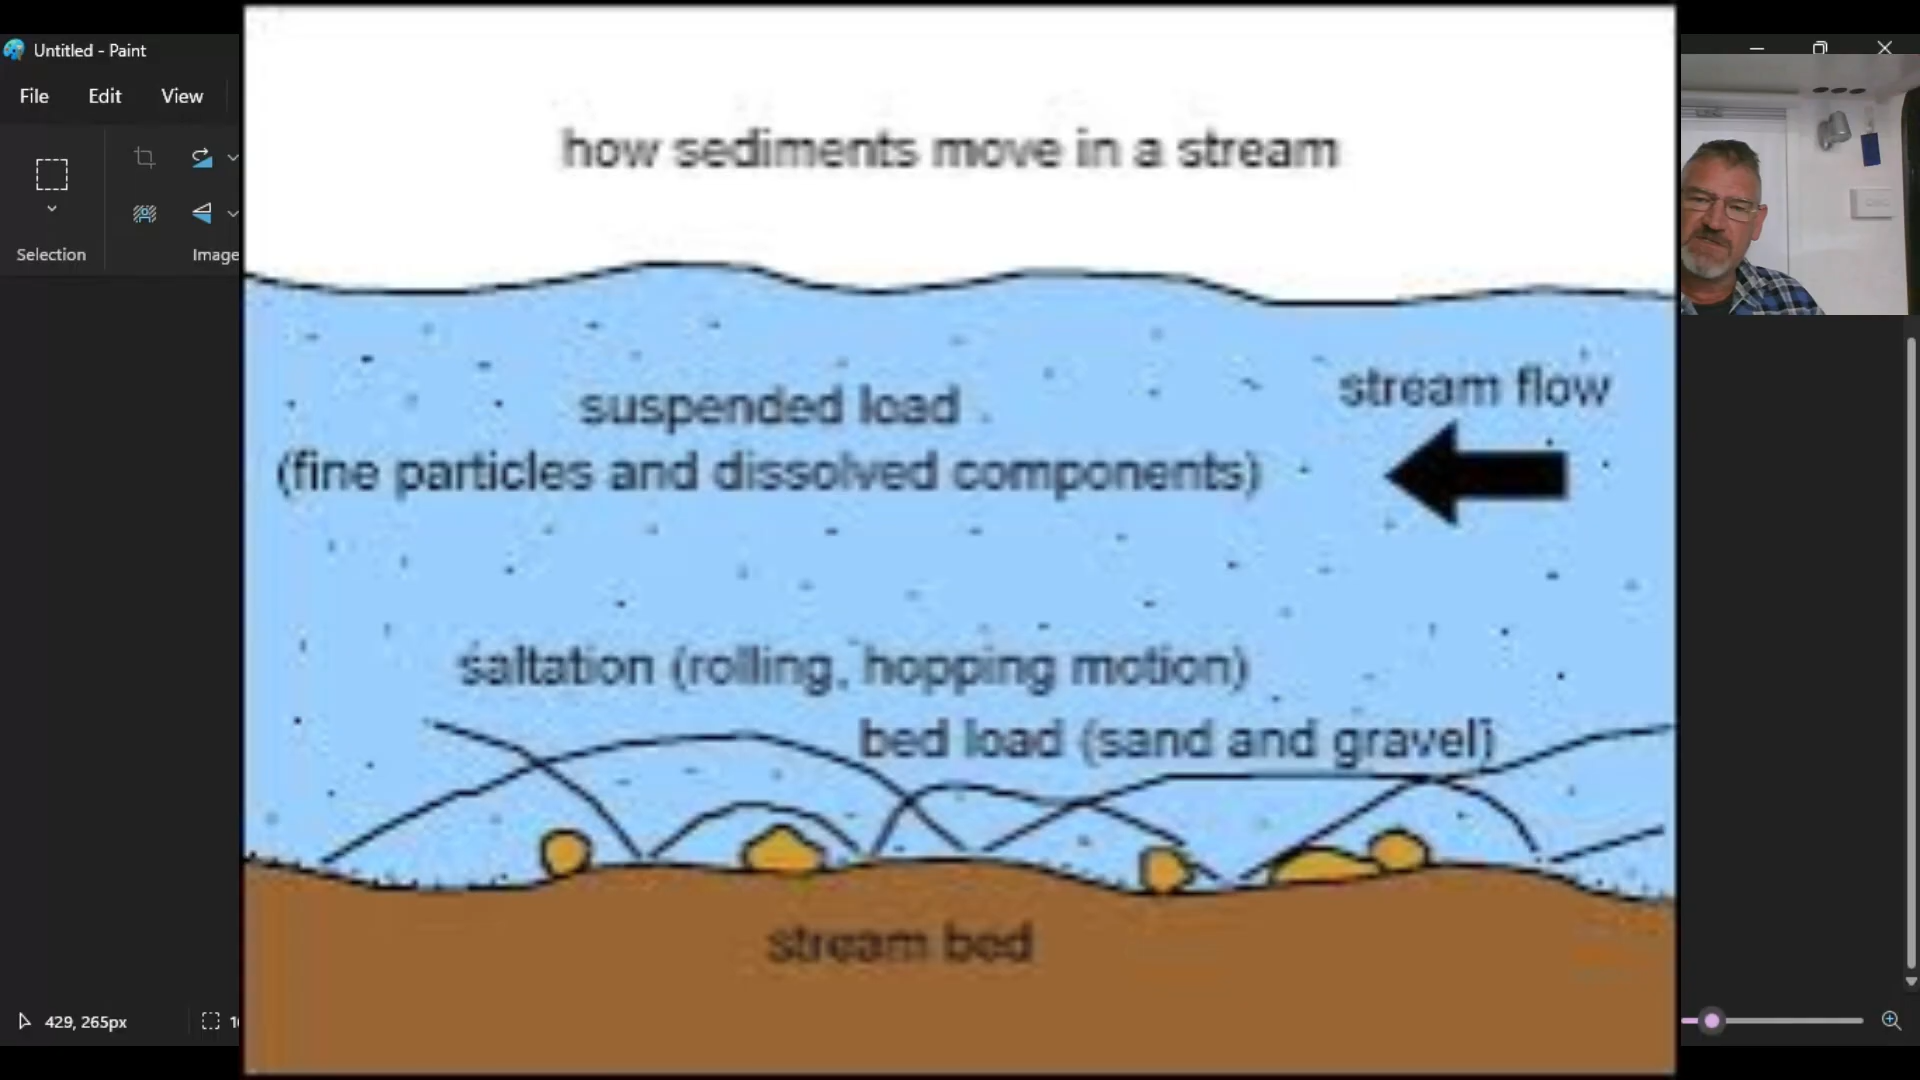 Untitled - Paint
File Edit View
how sediments move in a stream
Selection
Image
stream flow
suspended load
(fine particles and dissolved components)
saltation (rolling, hopping motion)
bed load (sand and gravel)
stream bed
429, 265px